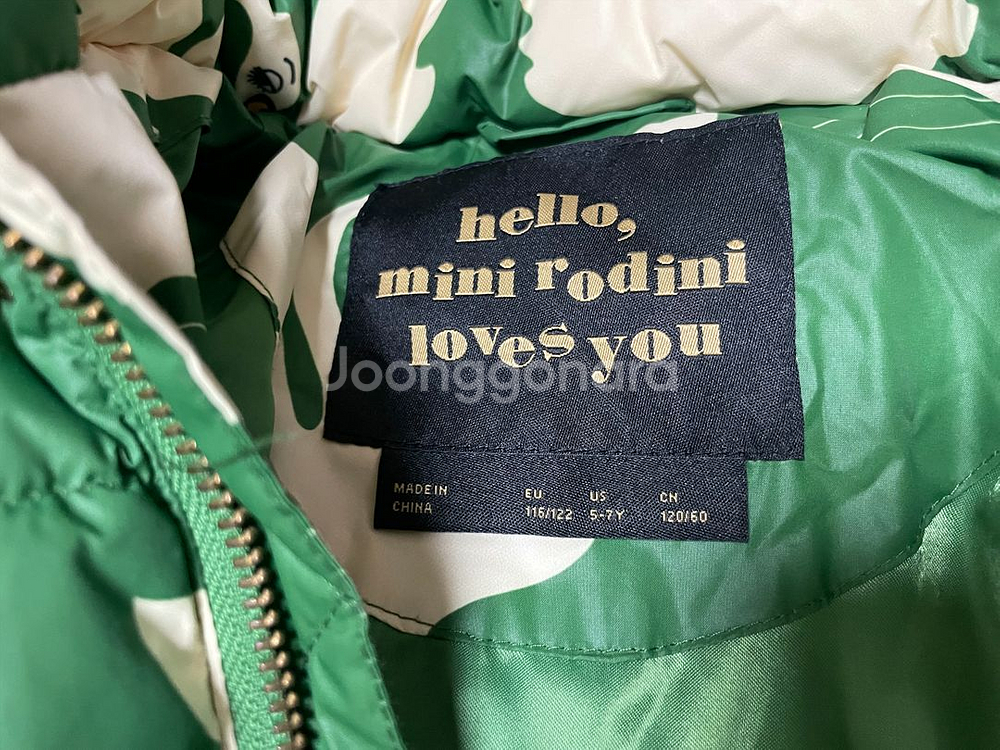 hello,
mini rodini
loves you
Joonggonara
MADE IN
CHINA
EU
116/122
US
5-7Y
CN
120/60